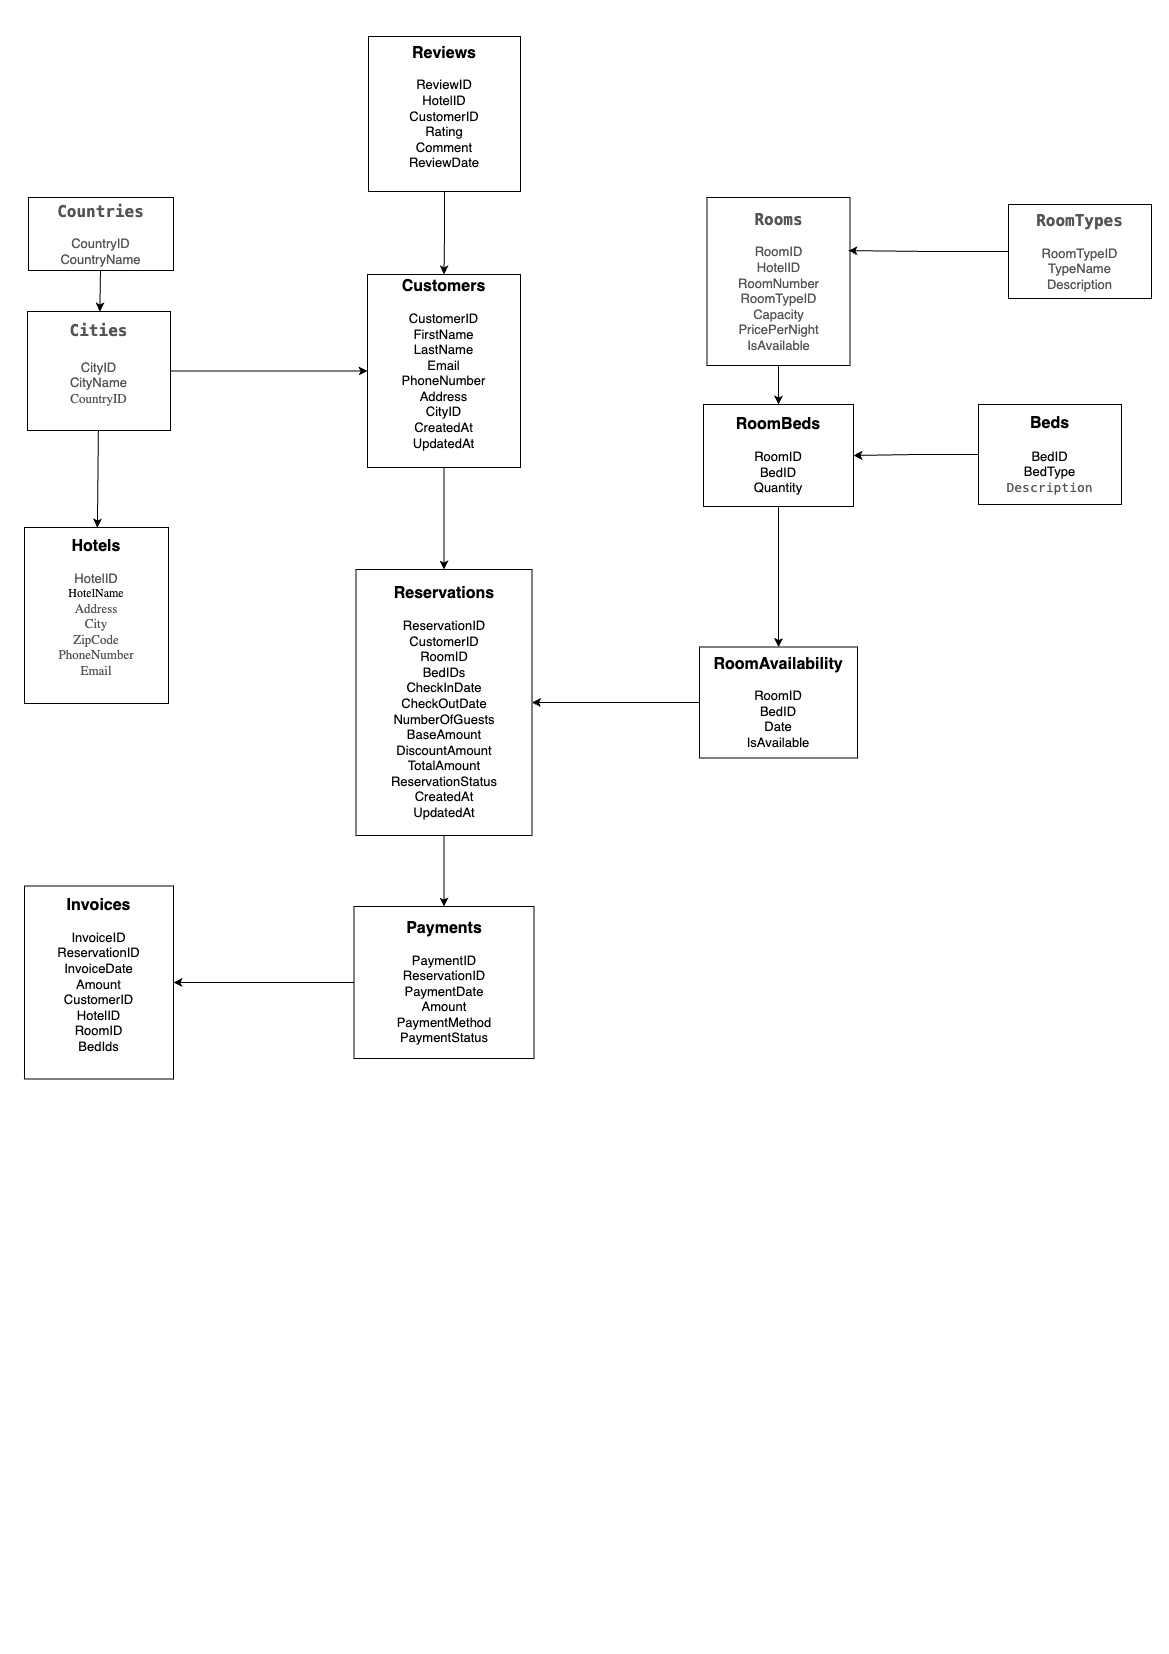 Reviews
ReviewID
HotelID
CustomerID
Rating
Comment
ReviewDate
Countries
CountryID
CountryName
Rooms
RoomID
HotelID
RoomNumber
RoomTypeID
Capacity
PricePerNight
IsAvailable
RoomTypes
RoomTypeID
TypeName
Description
Customers
CustomerID
FirstName
LastName
Email
PhoneNumber
Address
CityID
CreatedAt
UpdatedAt
Cities
CityID
CityName
CountryID
RoomBeds
RoomID
BedID
Quantity
Beds
BedID
BedType
Description
Hotels
HotelID
HotelName
Address
City
ZipCode
PhoneNumber
Email
Reservations
ReservationID
CustomerID
RoomID
BedIDs
CheckInDate
CheckOutDate
NumberOfGuests
BaseAmount
DiscountAmount
TotalAmount
ReservationStatus
CreatedAt
UpdatedAt
RoomAvailability
RoomID
BedID
Date
IsAvailable
Invoices
InvoiceID
ReservationID
InvoiceDate
Amount
CustomerID
HotelID
RoomID
BedIds
Payments
PaymentID
ReservationID
PaymentDate
Amount
PaymentMethod
PaymentStatus